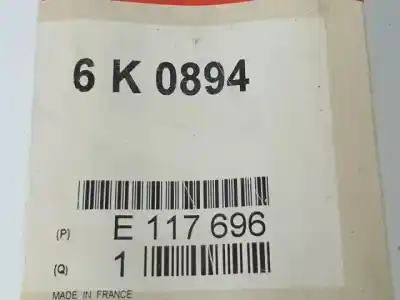 6 K 0894
(P) E 117 696
(Q) 1
MADE IN FRANCE